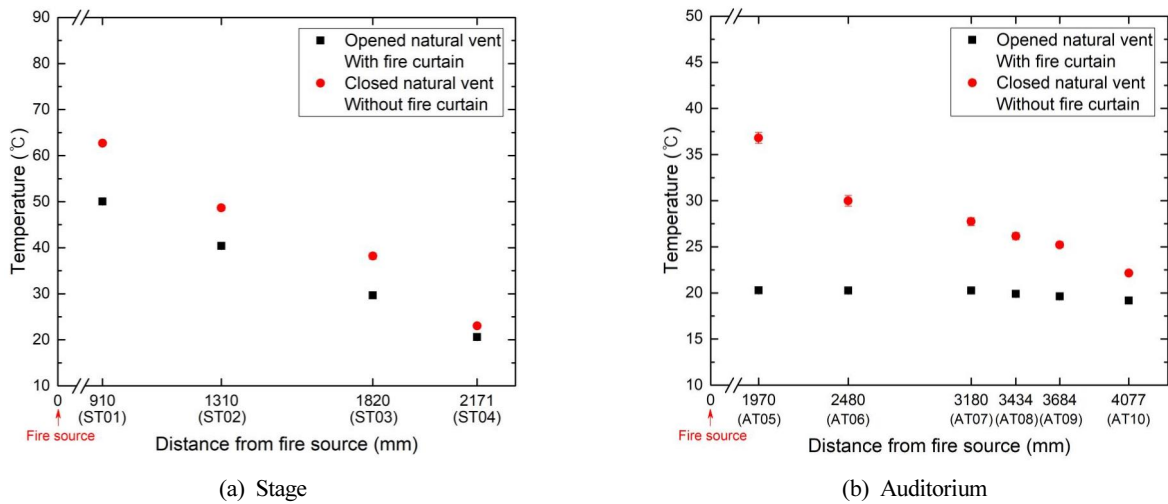 90
80
70
60
50
40
30
20
10
Temperature (℃)
Opened natural vent
With fire curtain
Closed natural vent
Without fire curtain
0 910 1310 1820 2171
(ST01) (ST02) (ST03) (ST04)
Fire source
Distance from fire source (mm)
(a) Stage
50
45
40
35
30
25
20
15
10
Temperature (℃)
Opened natural vent
With fire curtain
Closed natural vent
Without fire curtain
0 1970 2480 3180 3434 3684 4077
(AT05) (AT06) (AT07) (AT08) (AT09) (AT10)
Fire source
Distance from fire source (mm)
(b) Auditorium